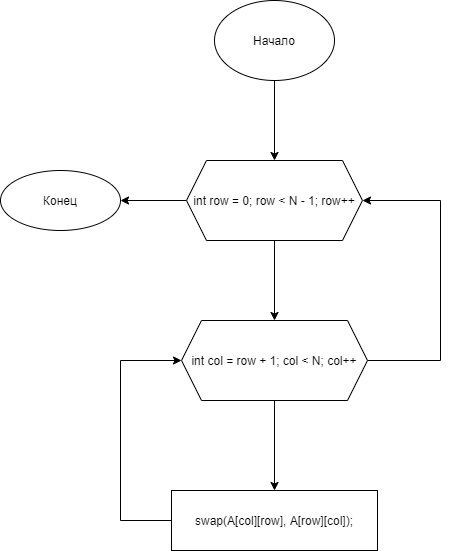 Начало
int row = 0; row < N - 1; row++
Конец
int col = row + 1; col < N; col++
swap(A[col][row], A[row][col]);